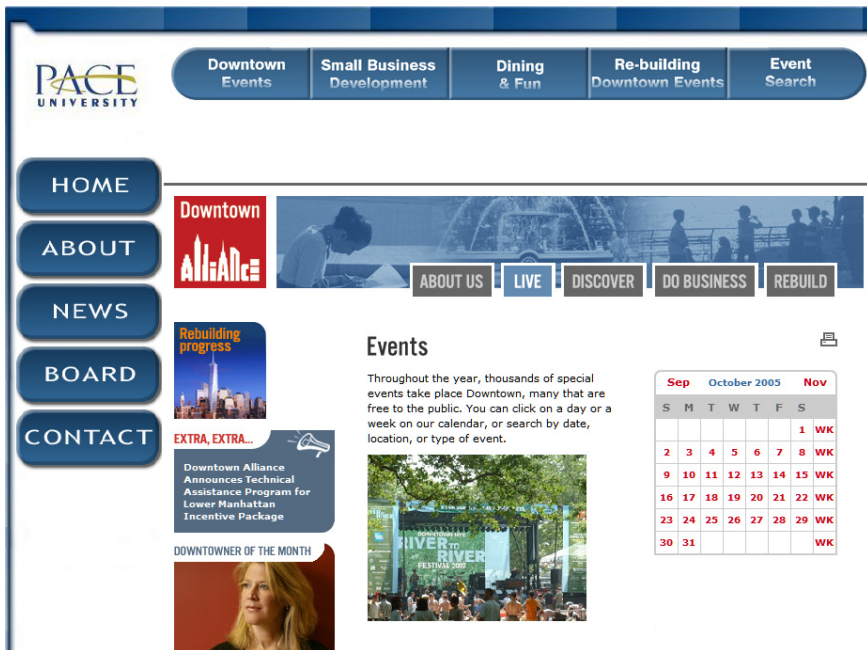 PACE
UNIVERSITY
Downtown
Events
Small Business
Development
Dining
& Fun
Re-building
Downtown Events
Event
Search
HOME
ABOUT
NEWS
BOARD
CONTACT
Downtown
AlliAnce
ABOUT US
LIVE
DISCOVER
DO BUSINESS
REBUILD
Rebuilding
progress
EXTRA, EXTRA...
Downtown Alliance
Announces Technical
Assistance Program for
Lower Manhattan
Incentive Package
DOWNTOWNER OF THE MONTH
Events
Throughout the year, thousands of special
events take place Downtown, many that are
free to the public. You can click on a day or a
week on our calendar, or search by date,
location, or type of event.
RIVER TO
RIVER
FESTIVAL
Sep October 2005 Nov
S M T W T F S
1 WK
2 3 4 5 6 7 8 WK
9 10 11 12 13 14 15 WK
16 17 18 19 20 21 22 WK
23 24 25 26 27 28 29 WK
30 31 WK